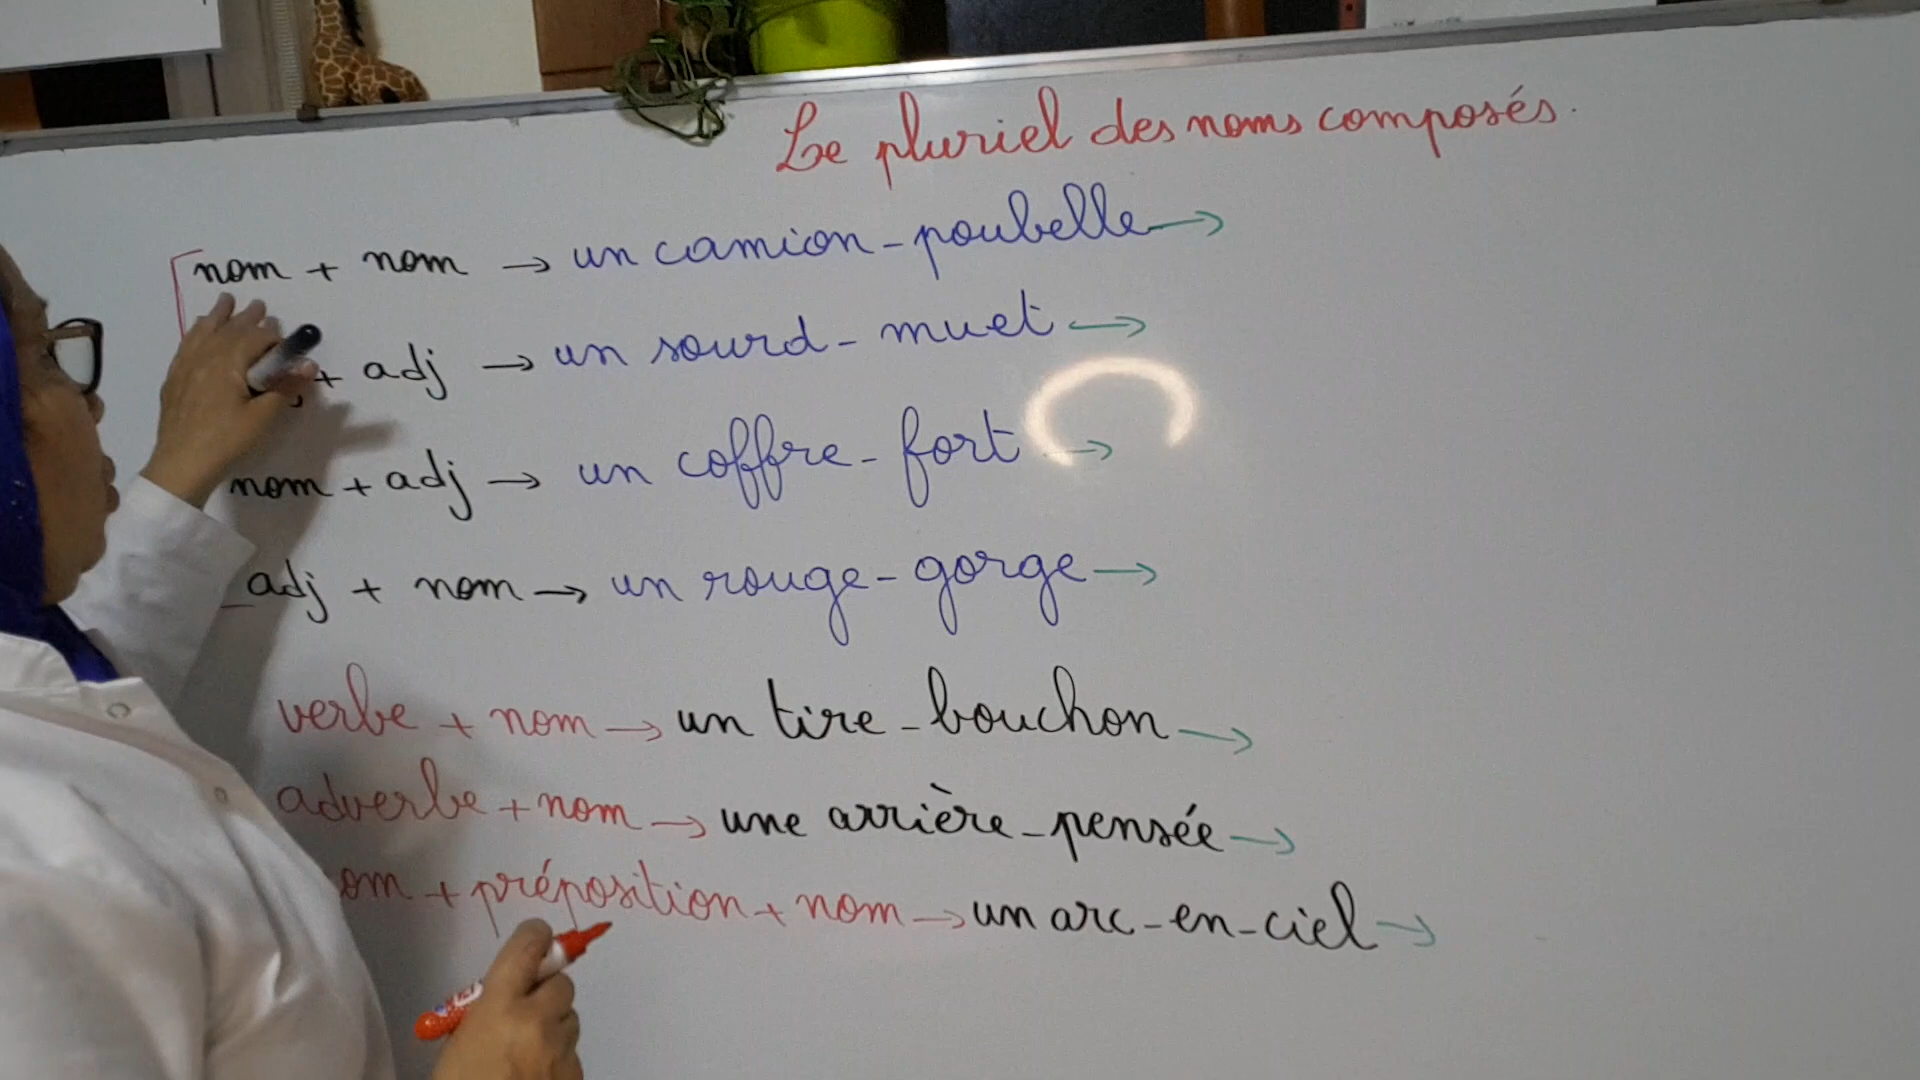 Le pluriel des noms composés.
nom + nom → un camion-poubelle →
+ adj → un sourd-muet →
nom + adj → un coffre-fort →
adj + nom → un rouge-gorge →
verbe + nom → un tire-bouchon →
adverbe + nom → une arrière-pensée →
om + préposition + nom → un arc-en-ciel →